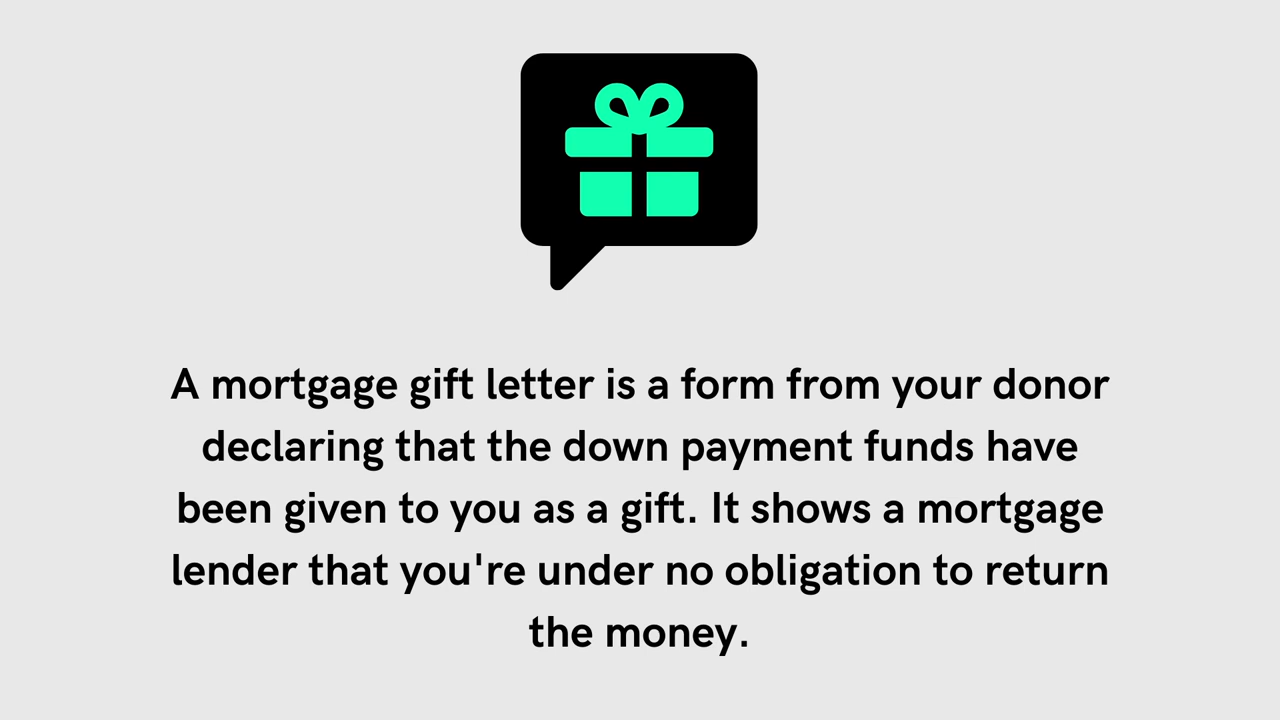 A mortgage gift letter is a form from your donor
declaring that the down payment funds have
been given to you as a gift. It shows a mortgage
lender that you're under no obligation to return
the money.